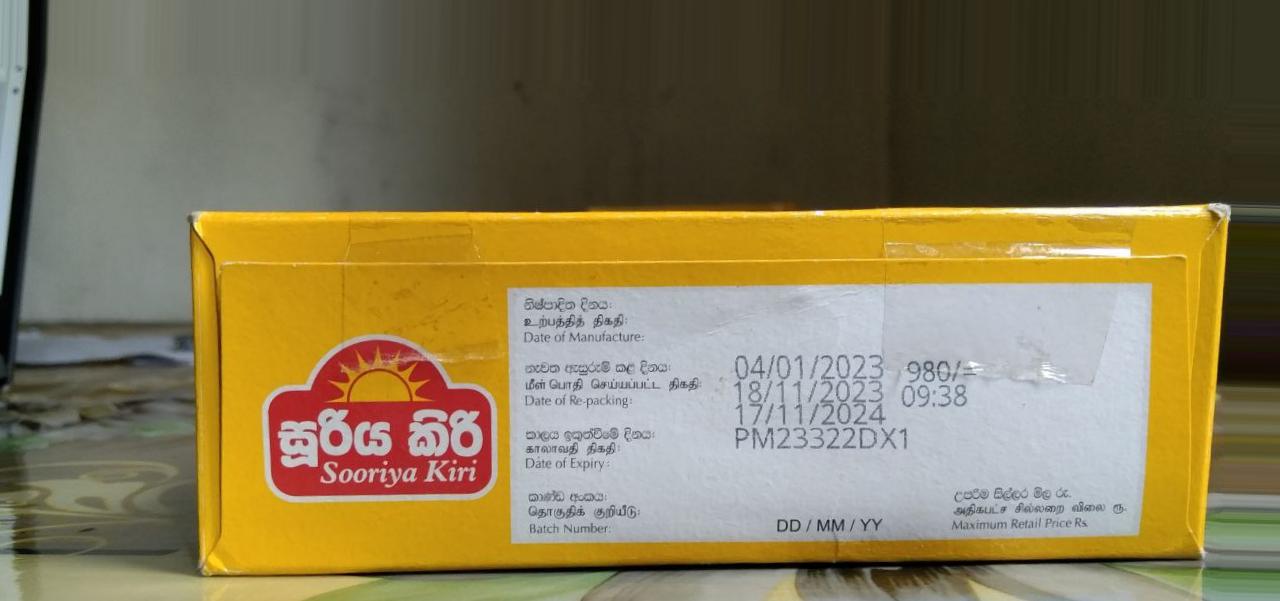 සූරිය කිරි
Sooriya Kiri
නිෂ්පාදිත දිනය:
உற்பத்தித் திகதி:
Date of Manufacture:
නැවත ඇසුරුම් කළ දිනය:
மீள் பொதி செய்யப்பட்ட திகதி:
Date of Re-packing:
කාලය ඉකුත්වීමේ දිනය:
காலாவதி திகதி:
Date of Expiry:
කාණ්ඩ අංකය:
தொகுதிக் குறியீடு:
Batch Number:
04/01/2023 980/=
18/11/2023 09:38
17/11/2024
PM23322DX1
DD / MM / YY
උපරිම සිල්ලර මිල රු.
அதிகபட்ச சில்லறை விலை ரூ.
Maximum Retail Price Rs.